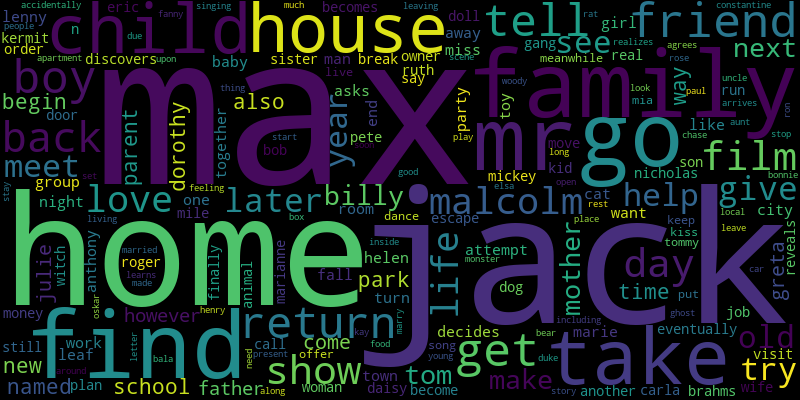 accidentally singing much leaving rat constantine
people fanny due upon
lenny eric becomes doll away girl realizes agrees rose
kermit order n discovers sister man break owner miss gang real meanwhile woody uncle
child house tell friend
apartment baby live ruth say scene see next
boy max family
begin also asks toy way mia look run arrives aunt
door parent dorothy together year end party paul ron
back thing start pete mr go like chase stop
meet bob soon play move film
group set good mickey long kid son bonnie
night feeling love later billy malcolm elsa cat nicholas help give
stay one mile room dance escape open rest want keep city
living box place kiss local
home jack
julie witch anthony married roger finally animal marianne inside helen life mother tommy leave greta reveals
learns made fall park attempt monster dog day car
henry turn time put job
money oskar however decides marie ghost eventually old
find return take
still work letter call kay marry come song including
leaf bala need present offer food get bear
new around show young tom duke visit
named plan school father along woman town daisy become make story another carla brahms wife try